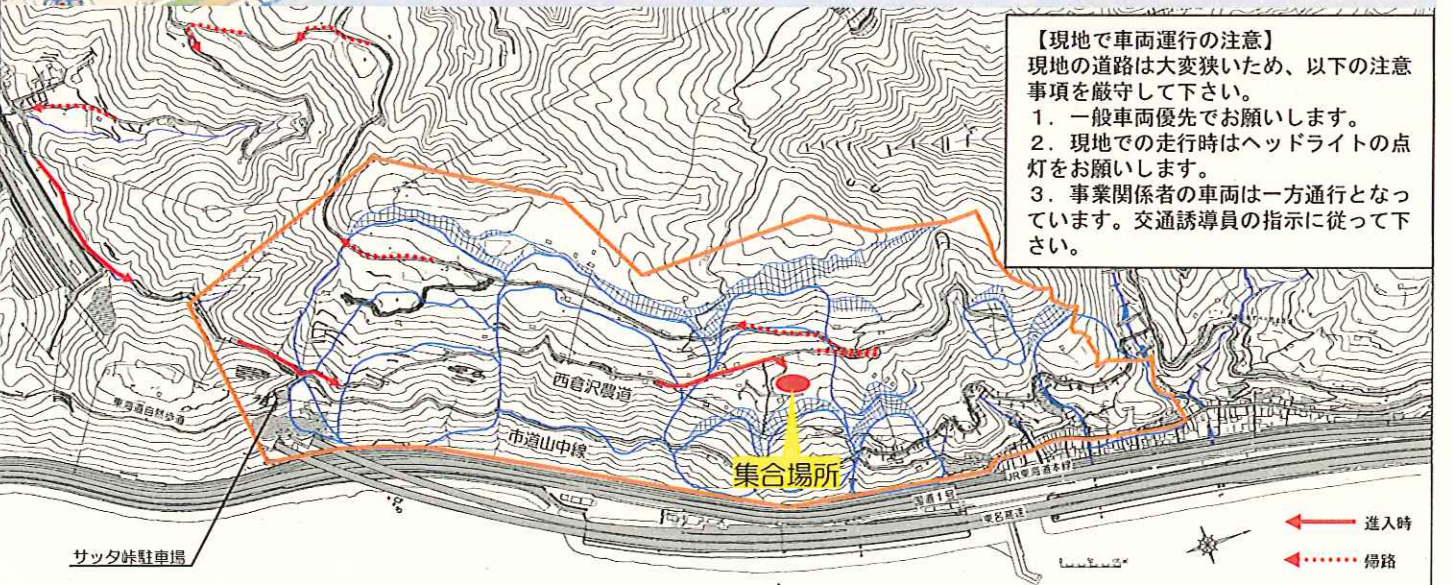 【現地で車両運行の注意】
現地の道路は大変狭いため、以下の注意
事項を厳守して下さい。
1．一般車両優先でお願いします。
2．現地での走行時はヘッドライトの点
灯をお願いします。
3．事業関係者の車両は一方通行となっ
ています。交通誘導員の指示に従って下
さい。
西倉沢農道
東海道自然歩道
市道山中線
集合場所
JR東海道本線
国道1号
東名高速
サッタ峠駐車場
進入時
帰路